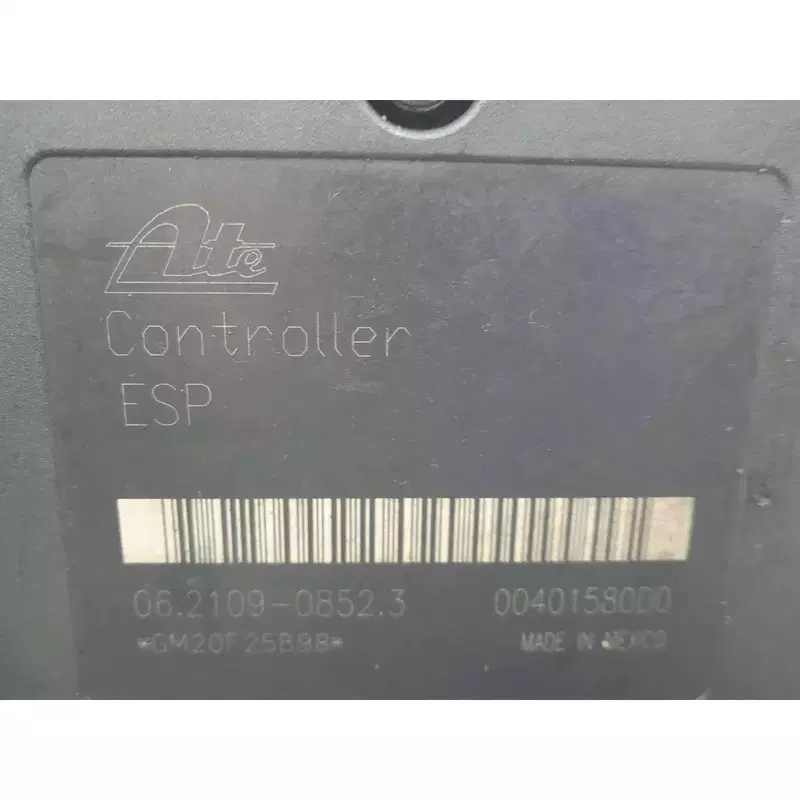 Ate
Controller
ESP
06.2109-0852.3 00401580D0
*GM20F25B98* MADE IN MEXICO